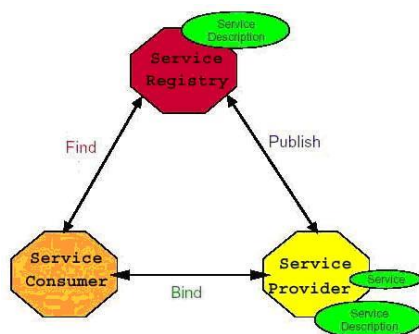 Service
Description
Service
Registry
Find
Publish
Service
Consumer
Bind
Service
Provider
Service
Service
Description